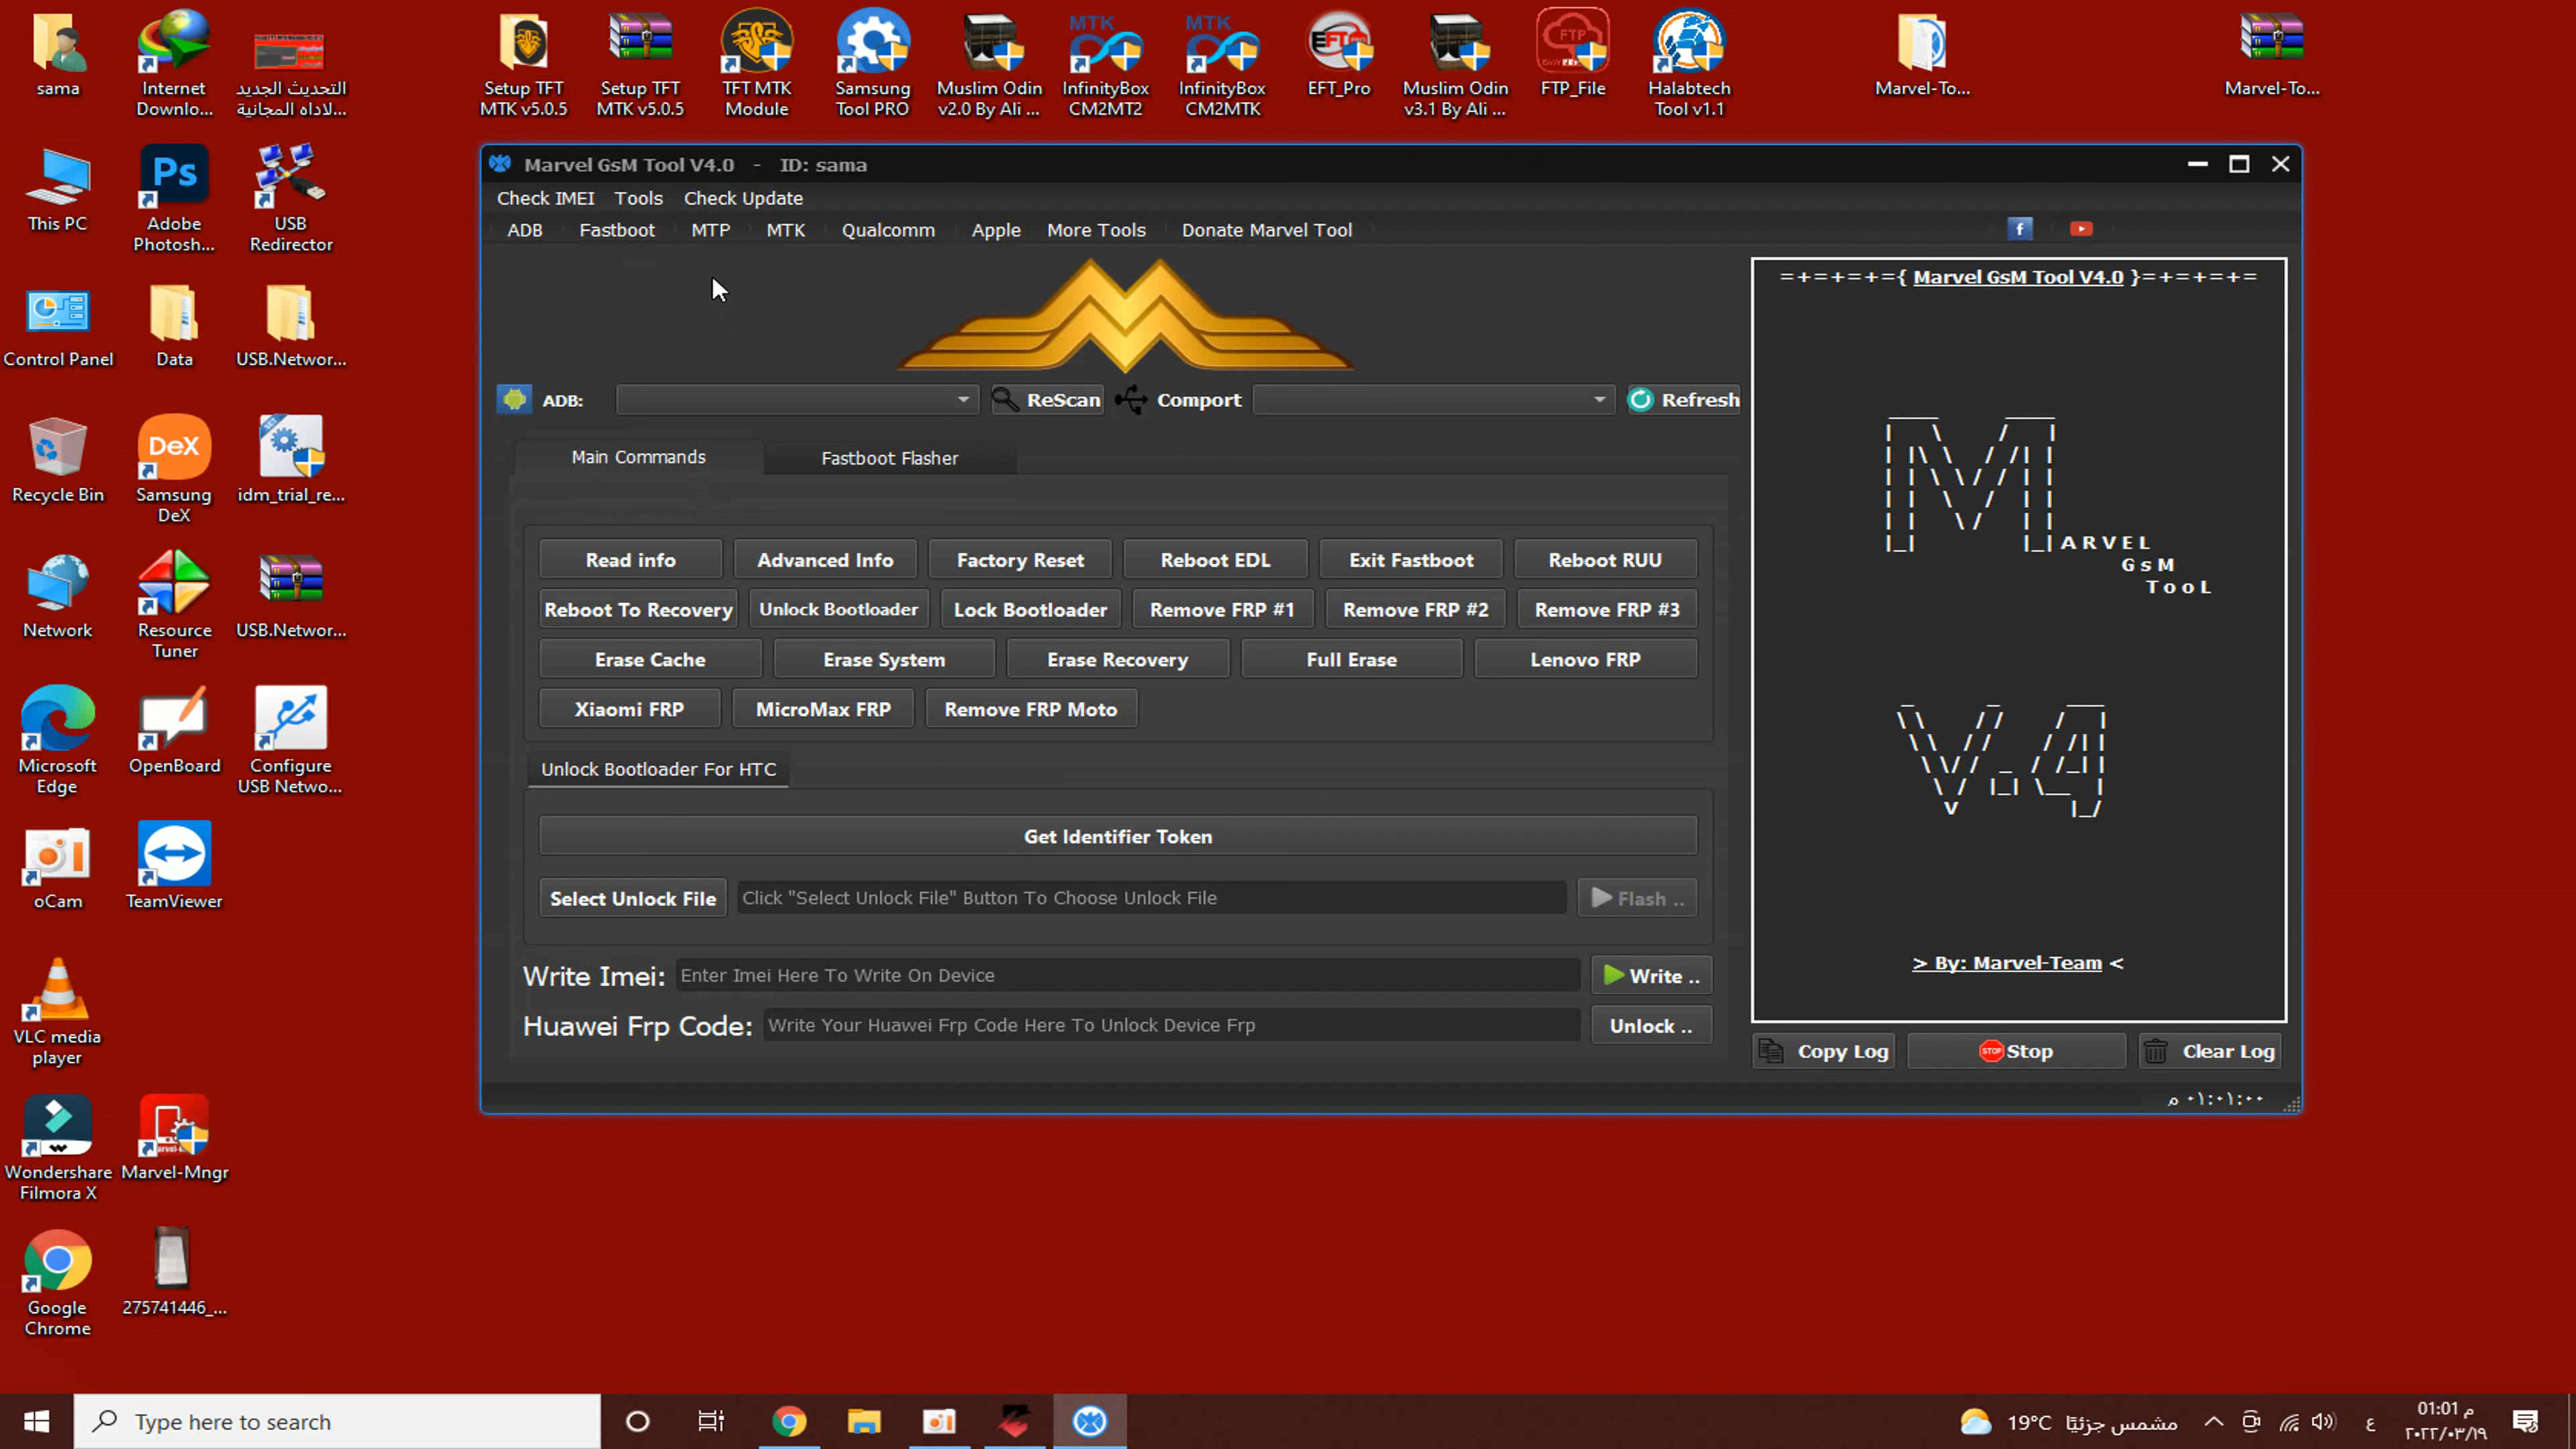 sama
Internet
Downlo...
التحديث الجديد
للاداه المجانية...
Setup TFT
MTK v5.0.5
Setup TFT
MTK v5.0.5
TFT MTK
Module
Samsung
Tool PRO
Muslim Odin
v2.0 By Ali ...
InfinityBox
CM2MT2
InfinityBox
CM2MTK
EFT_Pro
Muslim Odin
v3.1 By Ali ...
FTP_File
Halabtech
Tool v1.1
Marvel-To...
Marvel-To...
This PC
Adobe
Photosh...
USB
Redirector
Control Panel
Data
USB.Networ...
Recycle Bin
Samsung
DeX
idm_trial_re...
Network
Resource
Tuner
USB.Networ...
Microsoft
Edge
OpenBoard
Configure
USB Netwo...
oCam
TeamViewer
VLC media
player
Wondershare
Filmora X
Marvel-Mngr
Google
Chrome
275741446_...
Marvel GsM Tool V4.0 - ID: sama
Check IMEI Tools Check Update
ADB Fastboot MTP MTK Qualcomm Apple More Tools Donate Marvel Tool
ADB: ReScan Comport Refresh
Main Commands Fastboot Flasher
Read info Advanced Info Factory Reset Reboot EDL Exit Fastboot Reboot RUU
Reboot To Recovery Unlock Bootloader Lock Bootloader Remove FRP #1 Remove FRP #2 Remove FRP #3
Erase Cache Erase System Erase Recovery Full Erase Lenovo FRP
Xiaomi FRP MicroMax FRP Remove FRP Moto
Unlock Bootloader For HTC
Get Identifier Token
Select Unlock File Click "Select Unlock File" Button To Choose Unlock File Flash ..
Write Imei: Enter Imei Here To Write On Device Write ..
Huawei Frp Code: Write Your Huawei Frp Code Here To Unlock Device Frp Unlock ..
=+=+=+={ Marvel GsM Tool V4.0 }=+=+=+=
M
ARVEL
GsM
TooL
V.4
> By: Marvel-Team <
Copy Log STOP Stop Clear Log
٠١:٠١:٠٠ م
Type here to search
19°C مشمس جزئيًا
ع
01:01 م
٢٠٢٢/٠٣/١٩